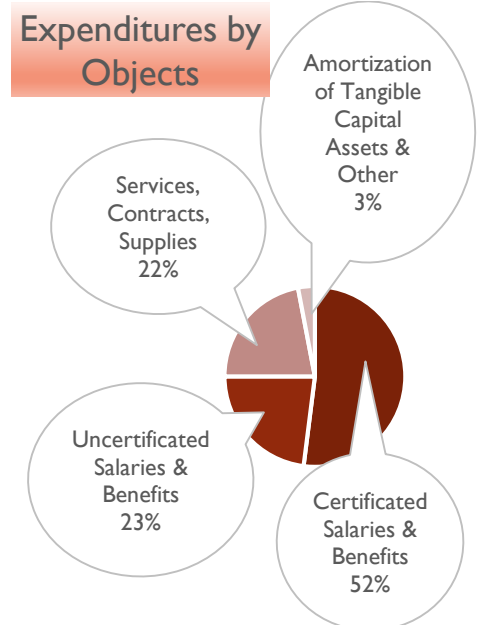 Expenditures by
Objects
Amortization
of Tangible
Capital
Assets &
Other
3%
Services,
Contracts,
Supplies
22%
Uncertificated
Salaries &
Benefits
23%
Certificated
Salaries &
Benefits
52%